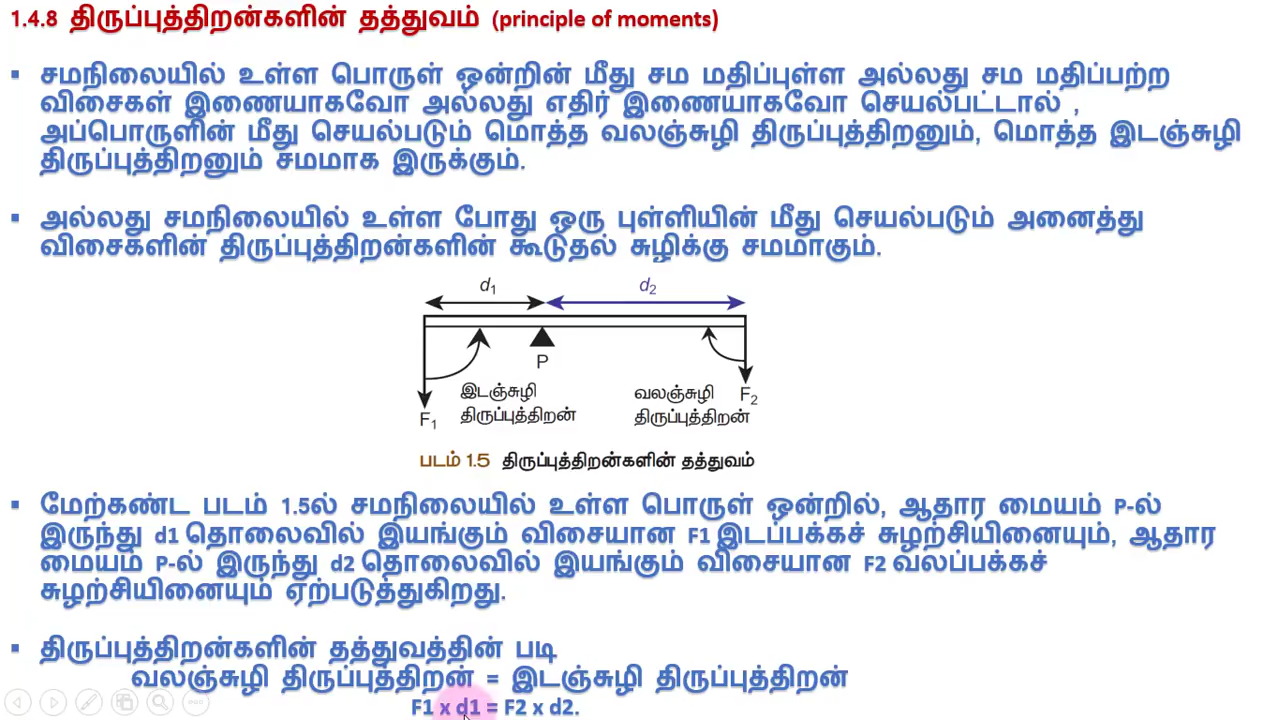 1.4.8 திருப்புத்திறன்களின் தத்துவம் (principle of moments)
▪ சமநிலையில் உள்ள பொருள் ஒன்றின் மீது சம மதிப்புள்ள அல்லது சம மதிப்பற்ற
விசைகள் இணையாகவோ அல்லது எதிர் இணையாகவோ செயல்பட்டால் ,
அப்பொருளின் மீது செயல்படும் மொத்த வலஞ்சுழி திருப்புத்திறனும், மொத்த இடஞ்சுழி
திருப்புத்திறனும் சமமாக இருக்கும்.
▪ அல்லது சமநிலையில் உள்ள போது ஒரு புள்ளியின் மீது செயல்படும் அனைத்து
விசைகளின் திருப்புத்திறன்களின் கூடுதல் சுழிக்கு சமமாகும்.
d1 d2
P
இடஞ்சுழி வலஞ்சுழி F2
F1 திருப்புத்திறன் திருப்புத்திறன்
படம் 1.5 திருப்புத்திறன்களின் தத்துவம்
▪ மேற்கண்ட படம் 1.5ல் சமநிலையில் உள்ள பொருள் ஒன்றில், ஆதார மையம் P-ல்
இருந்து d1 தொலைவில் இயங்கும் விசையான F1 இடப்பக்கச் சுழற்சியினையும், ஆதார
மையம் P-ல் இருந்து d2 தொலைவில் இயங்கும் விசையான F2 வலப்பக்கச்
சுழற்சியினையும் ஏற்படுத்துகிறது.
▪ திருப்புத்திறன்களின் தத்துவத்தின் படி
வலஞ்சுழி திருப்புத்திறன் = இடஞ்சுழி திருப்புத்திறன்
F1 x d1 = F2 x d2.